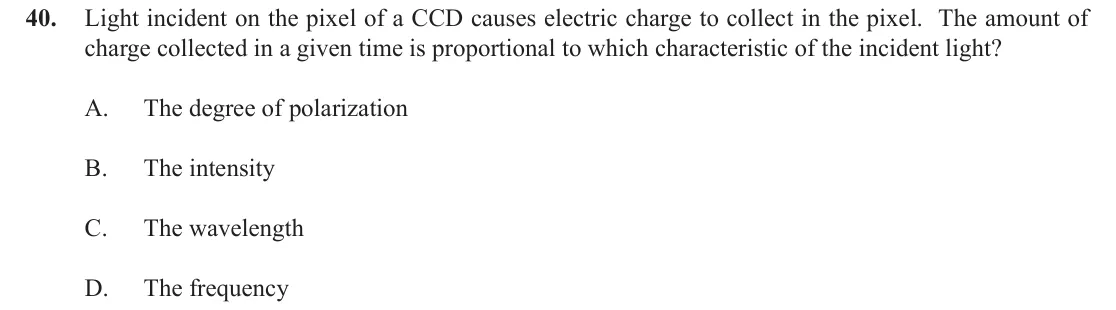 40. Light incident on the pixel of a CCD causes electric charge to collect in the pixel. The amount of
charge collected in a given time is proportional to which characteristic of the incident light?
A. The degree of polarization
B. The intensity
C. The wavelength
D. The frequency